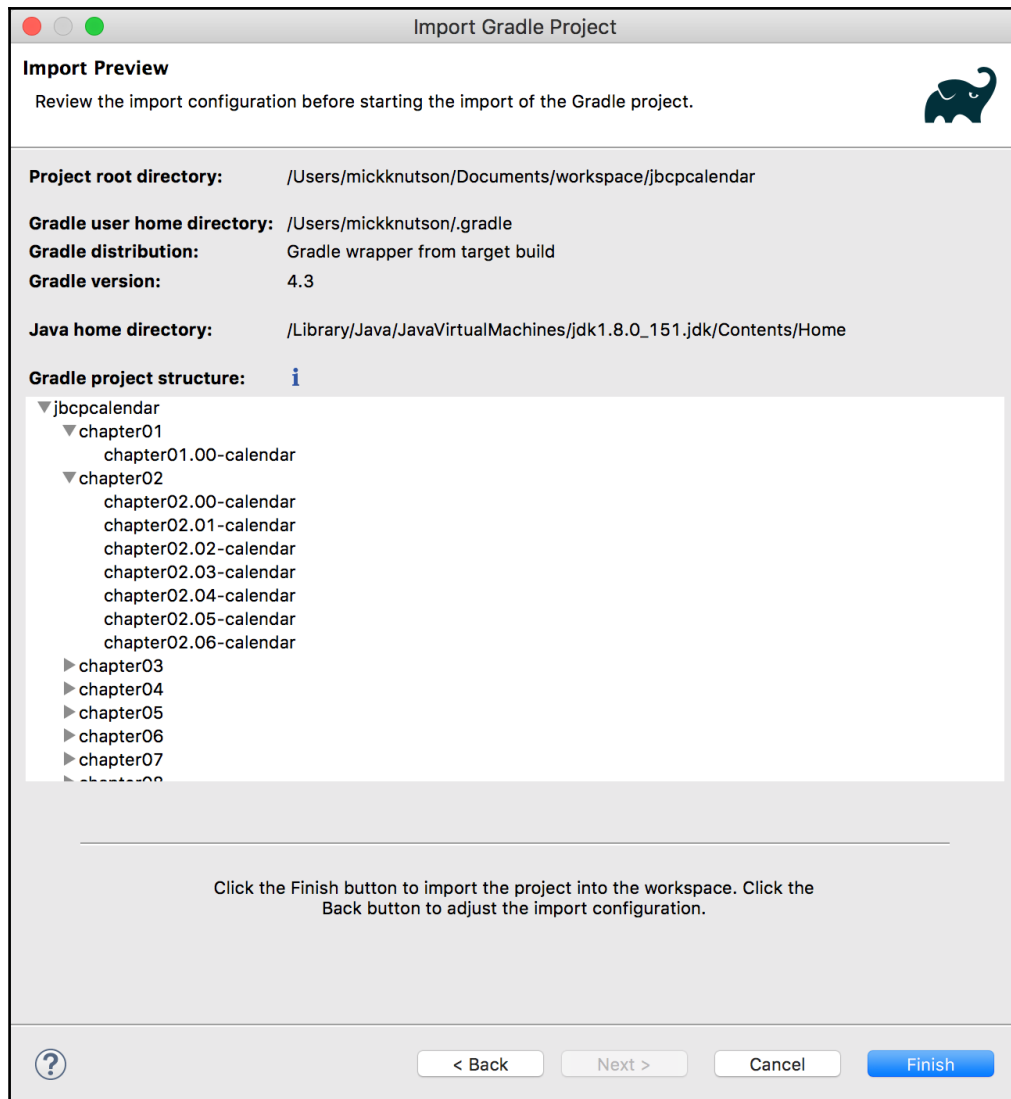 Import Gradle Project
Import Preview
Review the import configuration before starting the import of the Gradle project.
Project root directory: /Users/mickknutson/Documents/workspace/jbcpcalendar
Gradle user home directory: /Users/mickknutson/.gradle
Gradle distribution: Gradle wrapper from target build
Gradle version: 4.3
Java home directory: /Library/Java/JavaVirtualMachines/jdk1.8.0_151.jdk/Contents/Home
Gradle project structure: i
jbcpcalendar
chapter01
chapter01.00-calendar
chapter02
chapter02.00-calendar
chapter02.01-calendar
chapter02.02-calendar
chapter02.03-calendar
chapter02.04-calendar
chapter02.05-calendar
chapter02.06-calendar
chapter03
chapter04
chapter05
chapter06
chapter07
chapter08
Click the Finish button to import the project into the workspace. Click the
Back button to adjust the import configuration.
? < Back Next > Cancel Finish